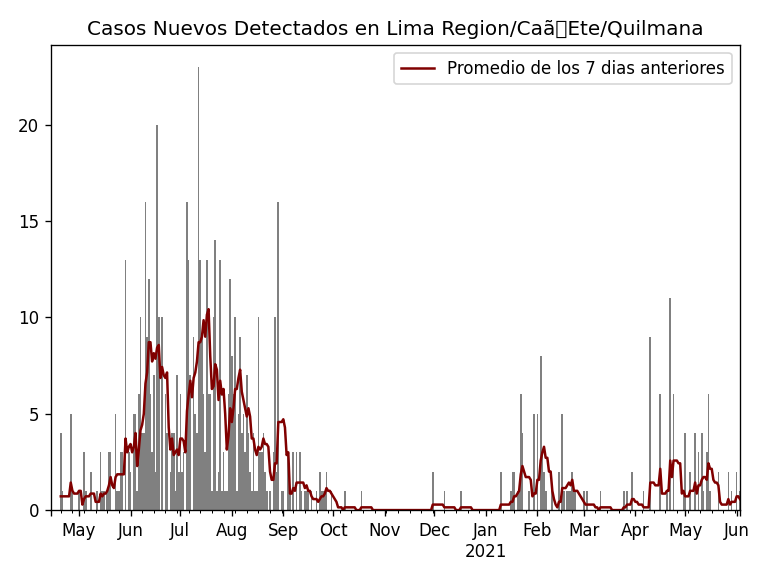 Casos Nuevos Detectados en Lima Region/Caã▯Ete/Quilmana
Promedio de los 7 dias anteriores
20
15
10
5
0
May Jun Jul Aug Sep Oct Nov Dec Jan Feb Mar Apr May Jun
2021